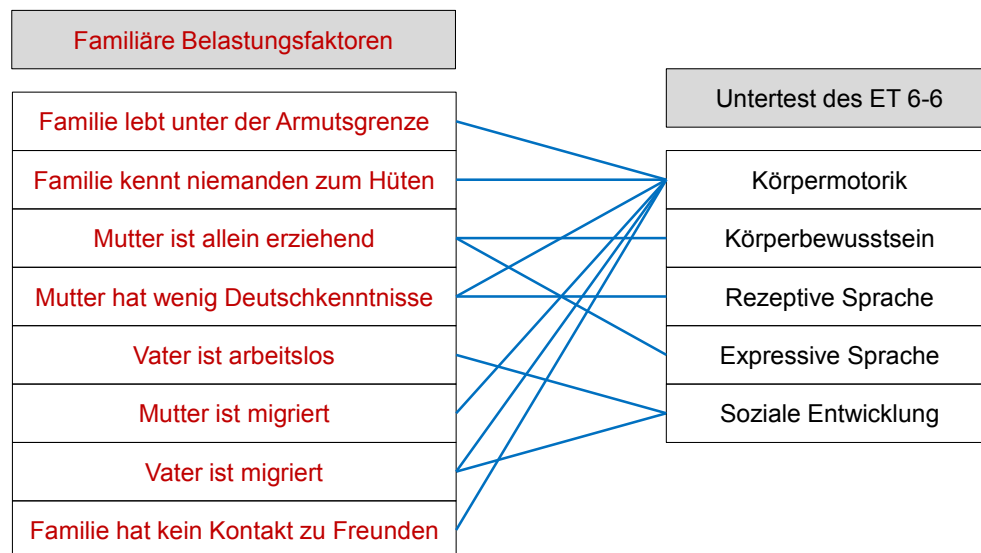 Familiäre Belastungsfaktoren
Familie lebt unter der Armutsgrenze
Familie kennt niemanden zum Hüten
Mutter ist allein erziehend
Mutter hat wenig Deutschkenntnisse
Vater ist arbeitslos
Mutter ist migriert
Vater ist migriert
Familie hat kein Kontakt zu Freunden
Untertest des ET 6-6
Körpermotorik
Körperbewusstsein
Rezeptive Sprache
Expressive Sprache
Soziale Entwicklung